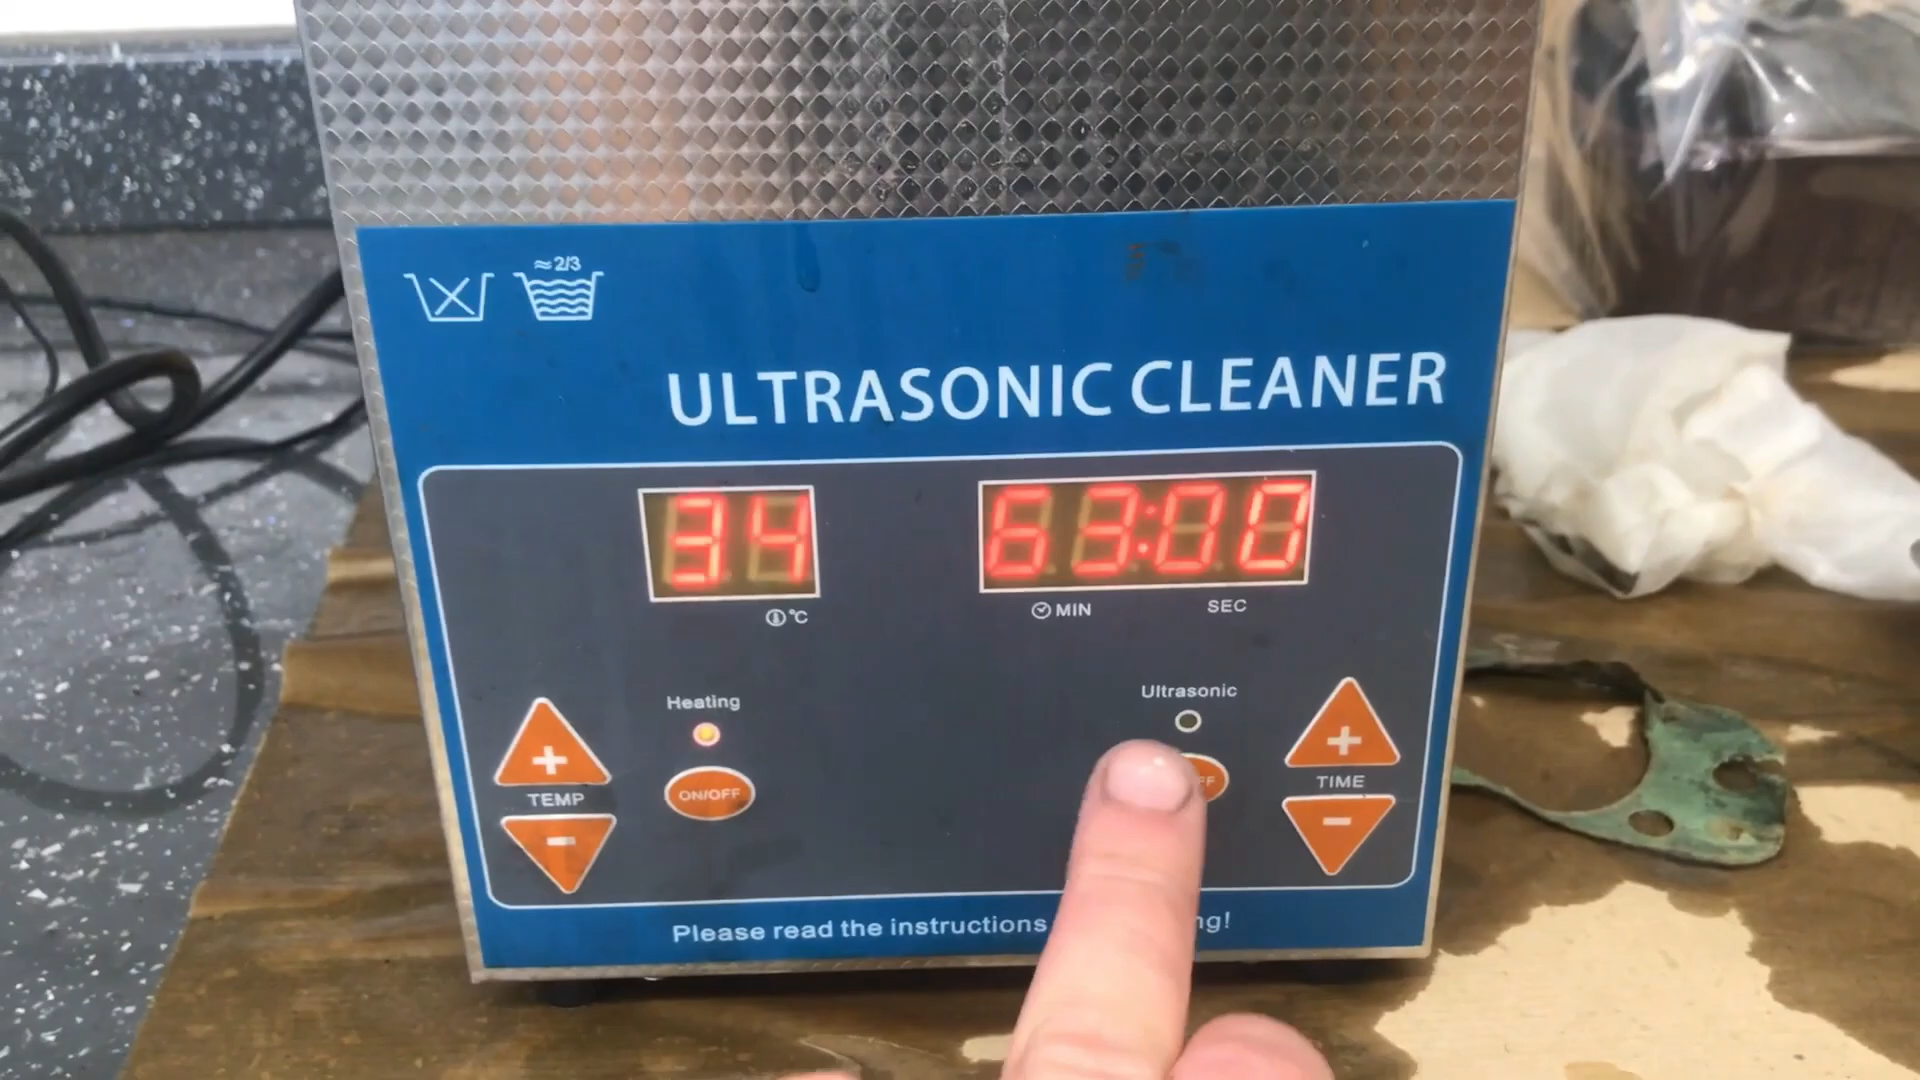 ≈2/3
ULTRASONIC CLEANER
34 63:00
°C MIN SEC
Heating Ultrasonic
+ +
TEMP ON/OFF FF TIME
- -
Please read the instructions ng!